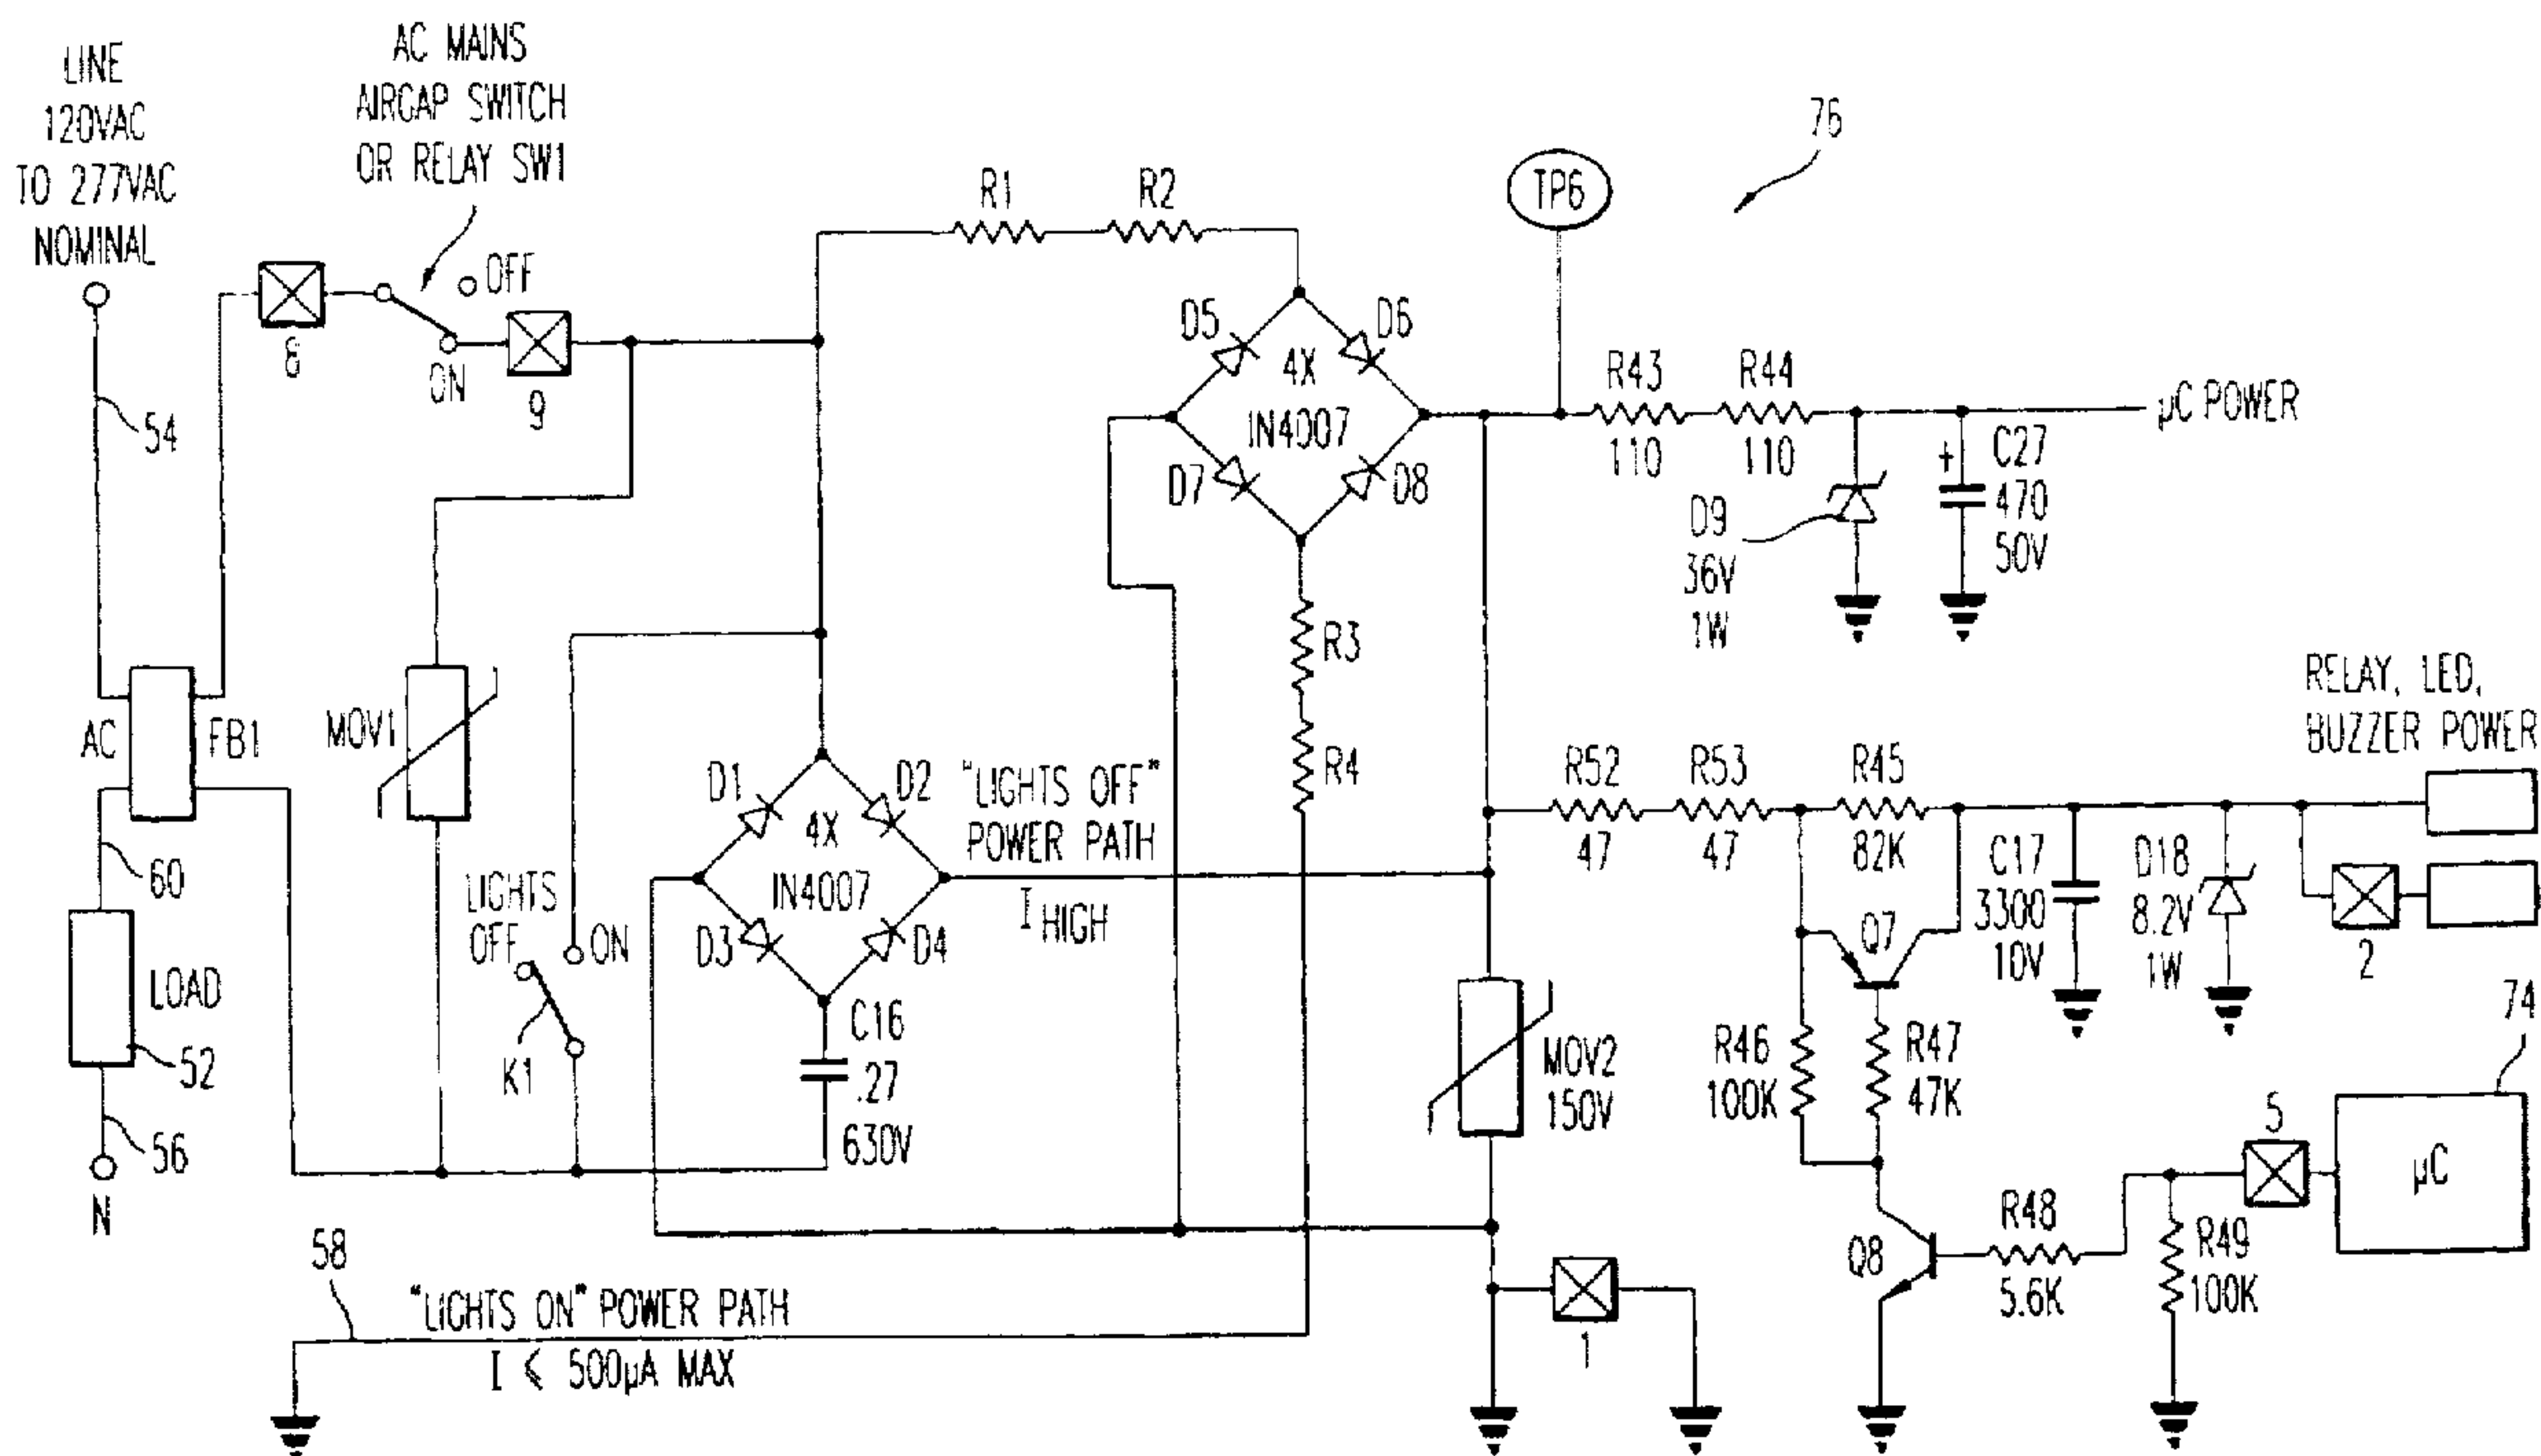 LINE
120VAC
TO 277VAC
NOMINAL
AC MAINS
AIRGAP SWITCH
OR RELAY SW1
OFF
ON
8
9
54
R1
R2
TP6
76
D5
D6
4X
IN4007
D7
D8
R43
110
R44
110
µC POWER
D9
36V
1W
+
C27
470
50V
R3
R4
AC
FB1
MOV1
60
LOAD
52
56
N
LIGHTS
OFF
ON
K1
D1
D2
4X
IN4007
D3
D4
C16
.27
630V
"LIGHTS OFF"
POWER PATH
I HIGH
R52
47
R53
47
R45
82K
RELAY, LED,
BUZZER POWER
C17
3300
10V
D18
8.2V
1W
2
Q7
MOV2
150V
R46
100K
R47
47K
74
5
µC
Q8
R48
5.6K
R49
100K
1
58
"LIGHTS ON" POWER PATH
I ≤ 500µA MAX